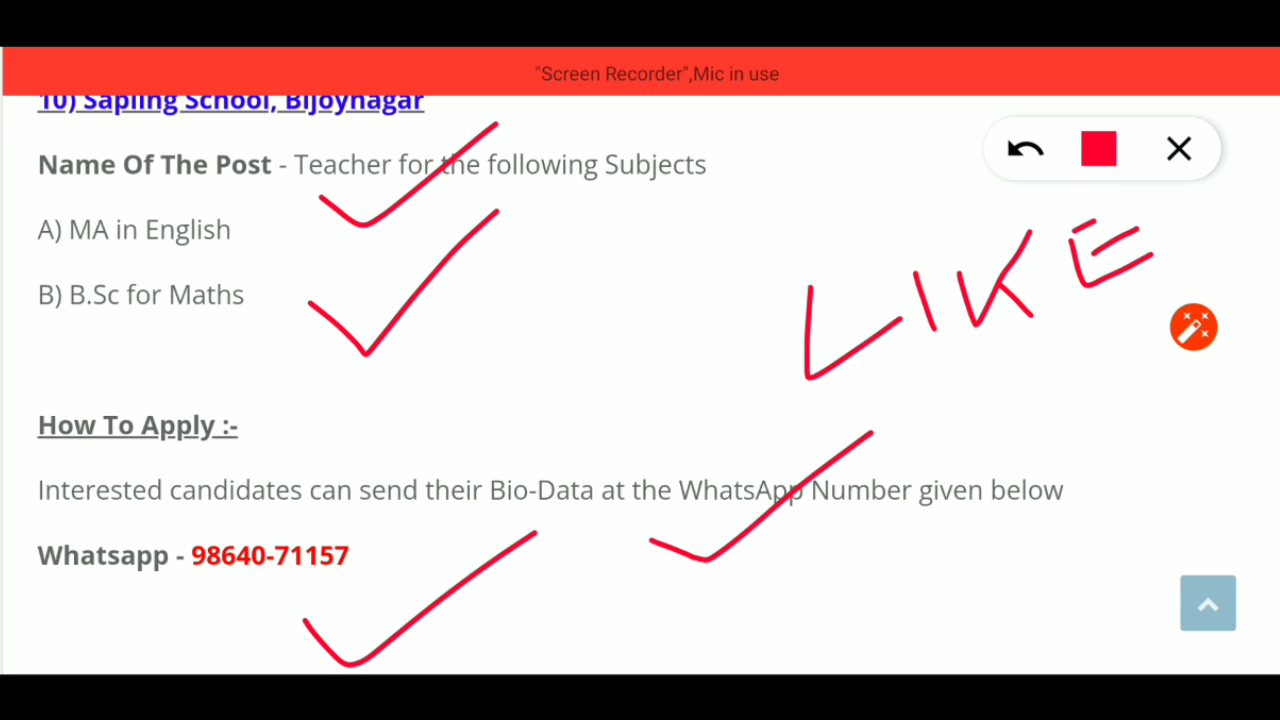 "Screen Recorder",Mic in use
10) Sapling School, Bijoynagar
Name Of The Post - Teacher for the following Subjects
A) MA in English
B) B.Sc for Maths
LIKE
How To Apply :-
Interested candidates can send their Bio-Data at the WhatsApp Number given below
Whatsapp - 98640-71157